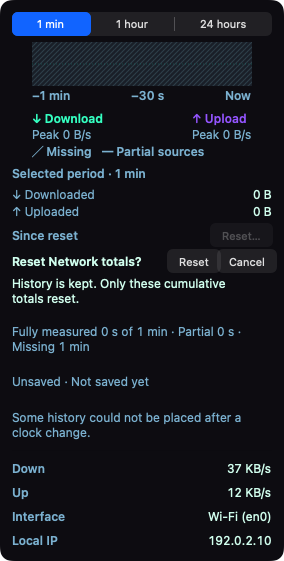 1 min 1 hour 24 hours
−1 min −30 s Now
↓ Download ↑ Upload
Peak 0 B/s Peak 0 B/s
⟋ Missing — Partial sources
Selected period · 1 min
↓ Downloaded 0 B
↑ Uploaded 0 B
Since reset Reset...
Reset Network totals? Reset Cancel
History is kept. Only these cumulative
totals reset.
Fully measured 0 s of 1 min · Partial 0 s ·
Missing 1 min
Unsaved · Not saved yet
Some history could not be placed after a
clock change.
Down 37 KB/s
Up 12 KB/s
Interface Wi-Fi (en0)
Local IP 192.0.2.10